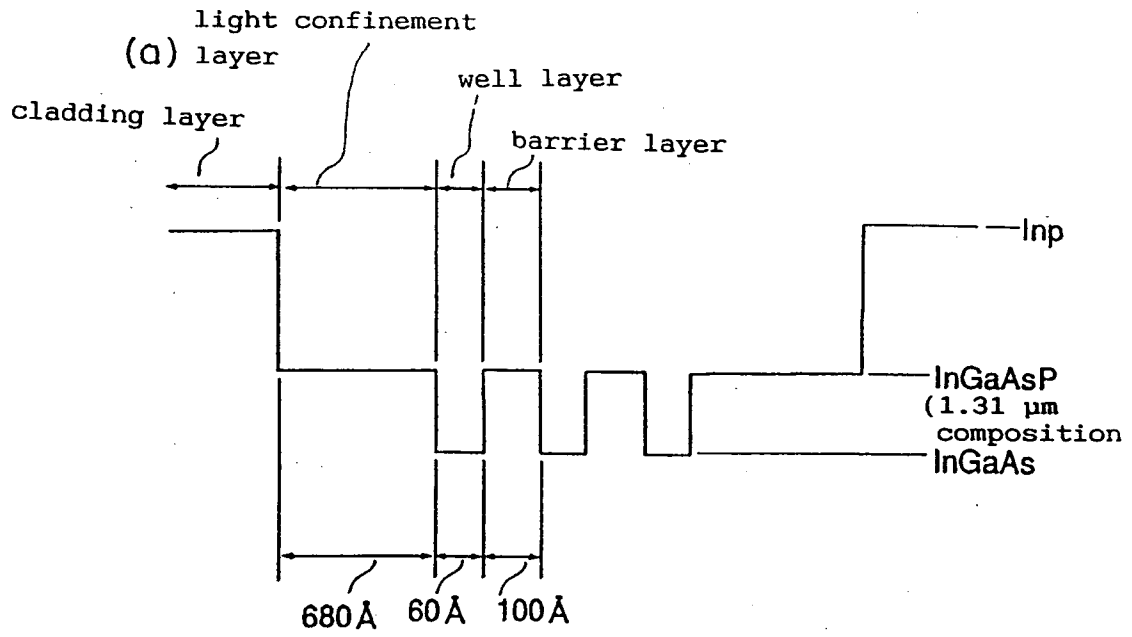 light confinement
(a) layer
well layer
cladding layer
barrier layer
Inp
InGaAsP
(1.31 µm
composition
InGaAs
680Å
60Å
100Å